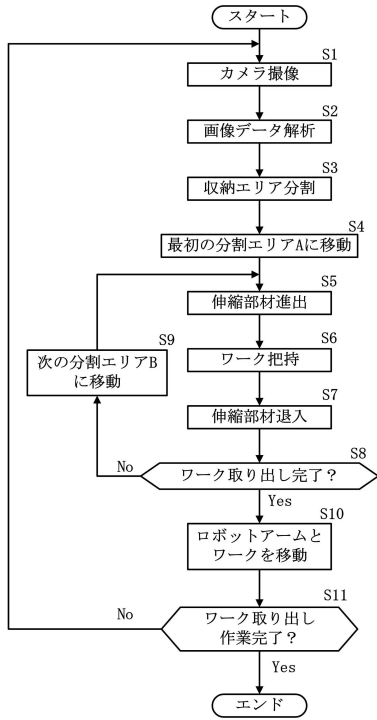 スタート
S1
カメラ撮像
S2
画像データ解析
S3
収納エリア分割
S4
最初の分割エリアAに移動
S5
伸縮部材進出
S9
次の分割エリアB
に移動
S6
ワーク把持
S7
伸縮部材退入
S8
No
ワーク取り出し完了？
Yes
S10
ロボットアームと
ワークを移動
S11
No
ワーク取り出し
作業完了？
Yes
エンド